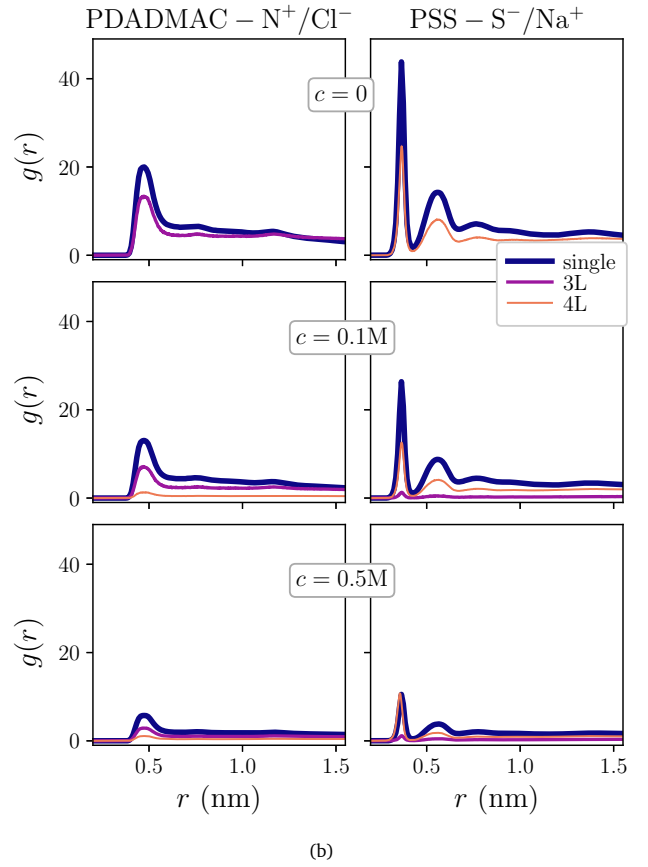 PDADMAC – N⁺/Cl⁻ PSS – S⁻/Na⁺
40
20
0
g(r)
c = 0
single
3L
4L
40
20
0
g(r)
c = 0.1M
40
20
0
g(r)
c = 0.5M
0.5 1.0 1.5 0.5 1.0 1.5
r (nm) r (nm)
(b)